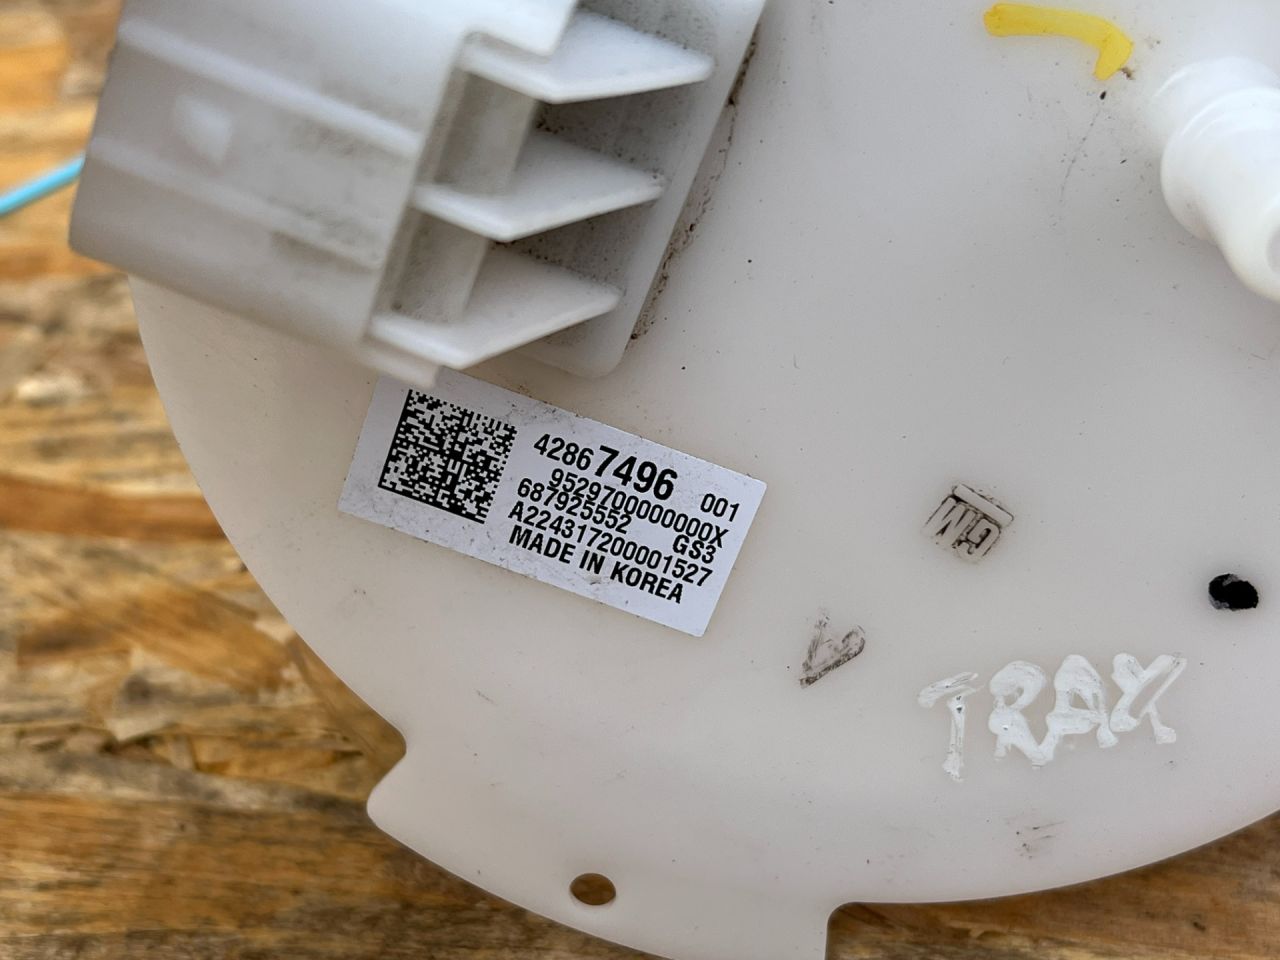 42867496 001
9529700000000X
687925552 GS3
A224317200001527
MADE IN KOREA
GM
TRAX